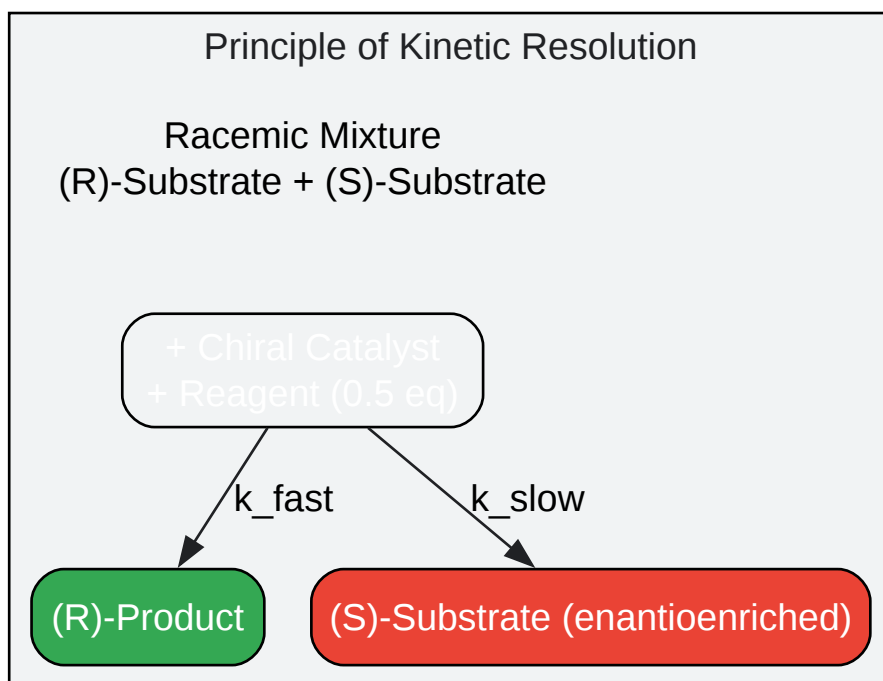 Principle of Kinetic Resolution
Racemic Mixture
(R)-Substrate + (S)-Substrate
+ Chiral Catalyst
+ Reagent (0.5 eq)
k_fast
k_slow
(R)-Product
(S)-Substrate (enantioenriched)